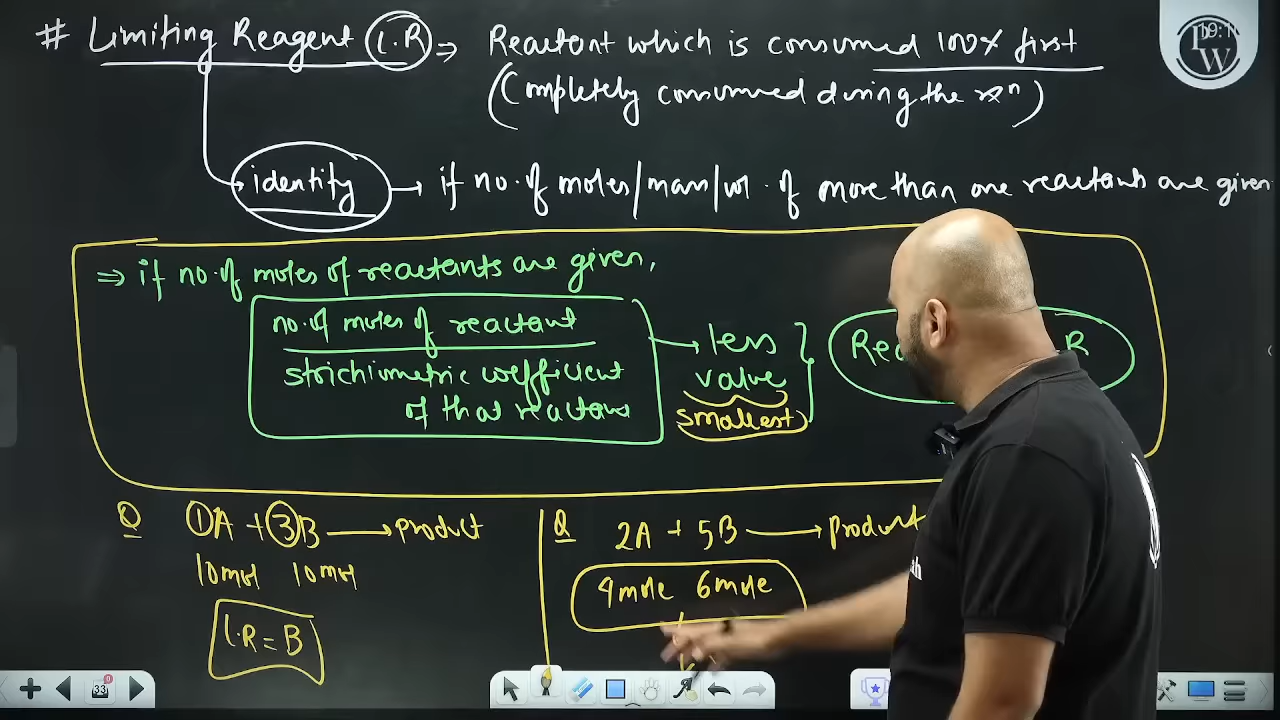 # Limiting Reagent (L.R) ⇒ Reactant which is consumed 100% first
(Completely consumed during the rxn)
identify → if no. of moles/mass/vol. of more than one reactants are given.
⇒ if no. of moles of reactants are given,
no. of moles of reactant
stoichiometric coefficient
of that reactant
→ less
value
smallest
R
Q 1A + 3B → product
10mol 10mol
L.R = B
Q 2A + 5B → product
4mole 6mole
33